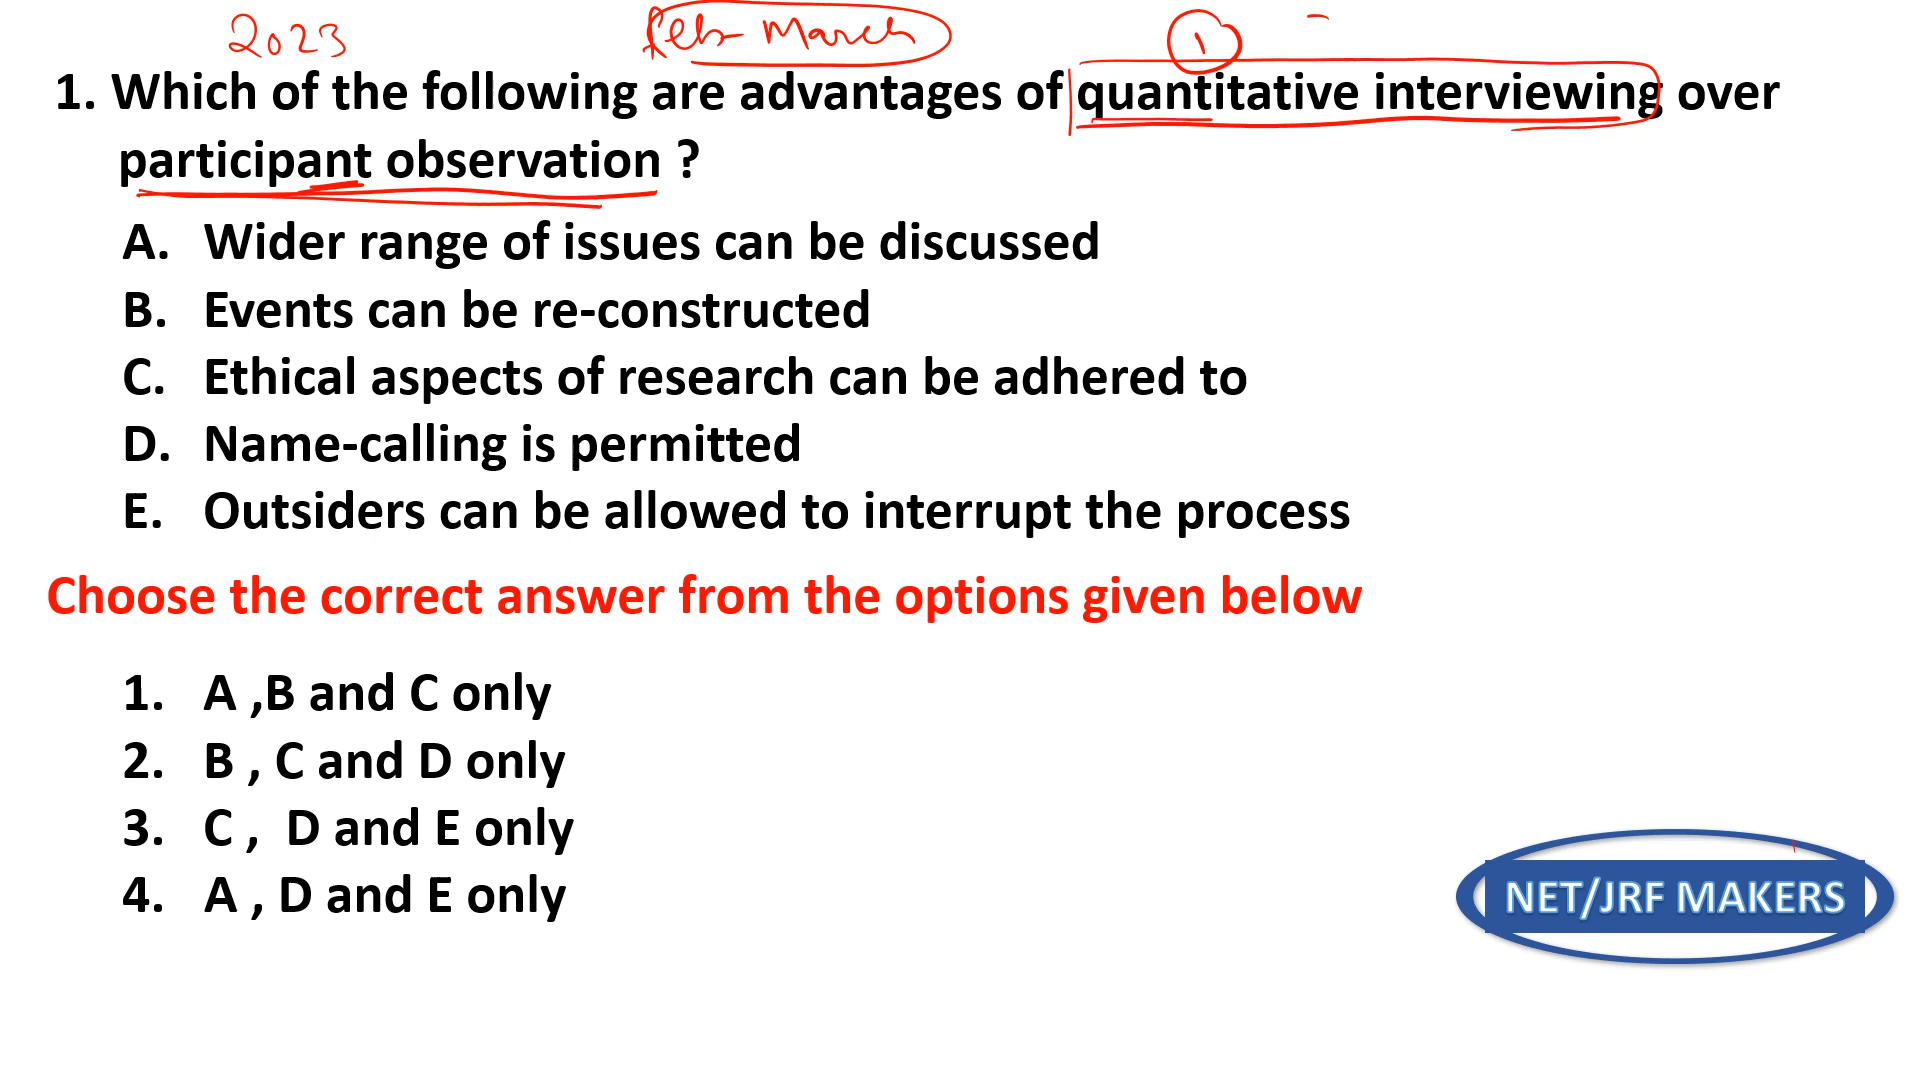 2023 Feb-March 1
1. Which of the following are advantages of quantitative interviewing over
participant observation ?
A. Wider range of issues can be discussed
B. Events can be re-constructed
C. Ethical aspects of research can be adhered to
D. Name-calling is permitted
E. Outsiders can be allowed to interrupt the process
Choose the correct answer from the options given below
1. A ,B and C only
2. B , C and D only
3. C , D and E only
4. A , D and E only
NET/JRF MAKERS